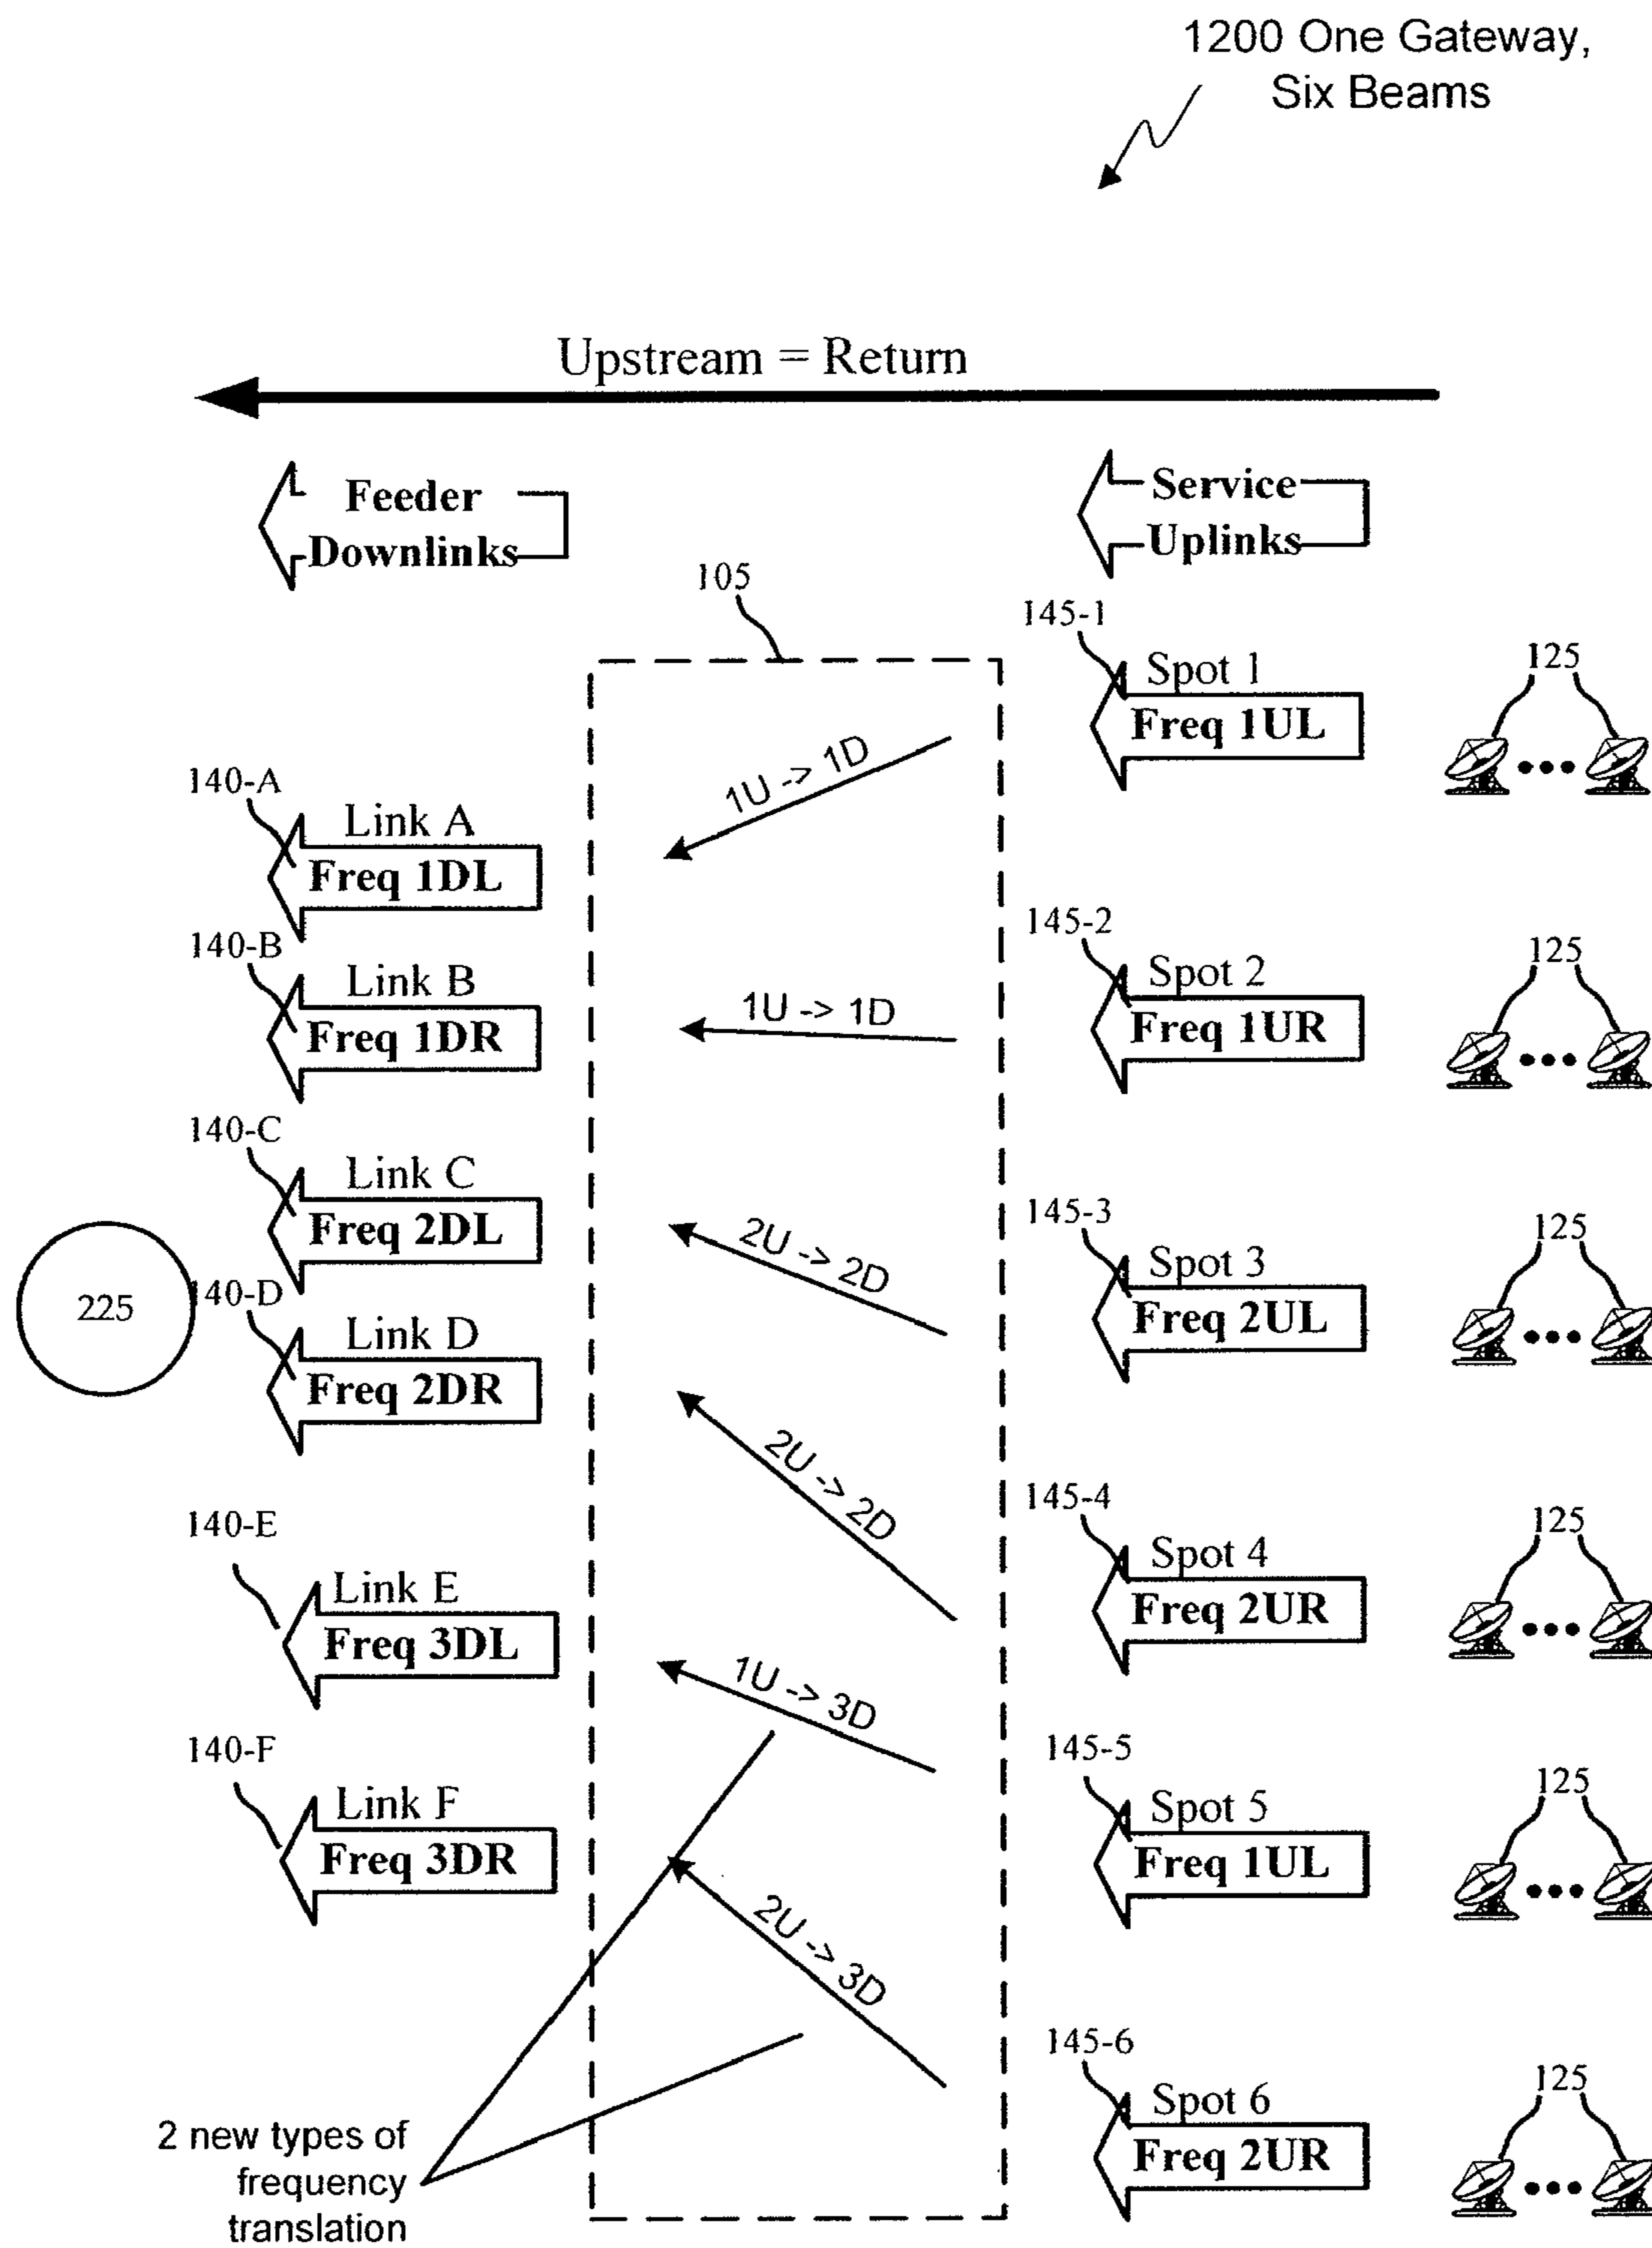 1200 One Gateway,
Six Beams
Upstream = Return
Feeder
Downlinks
Service
Uplinks
105
145-1
Spot 1
Freq 1UL
125
1U -> 1D
140-A
Link A
Freq 1DL
145-2
Spot 2
Freq 1UR
125
140-B
Link B
Freq 1DR
1U -> 1D
140-C
Link C
Freq 2DL
2U -> 2D
145-3
Spot 3
Freq 2UL
125
225
140-D
Link D
Freq 2DR
2U -> 2D
145-4
Spot 4
Freq 2UR
125
140-E
Link E
Freq 3DL
1U -> 3D
145-5
Spot 5
Freq 1UL
125
140-F
Link F
Freq 3DR
2U -> 3D
145-6
Spot 6
Freq 2UR
125
2 new types of
frequency
translation